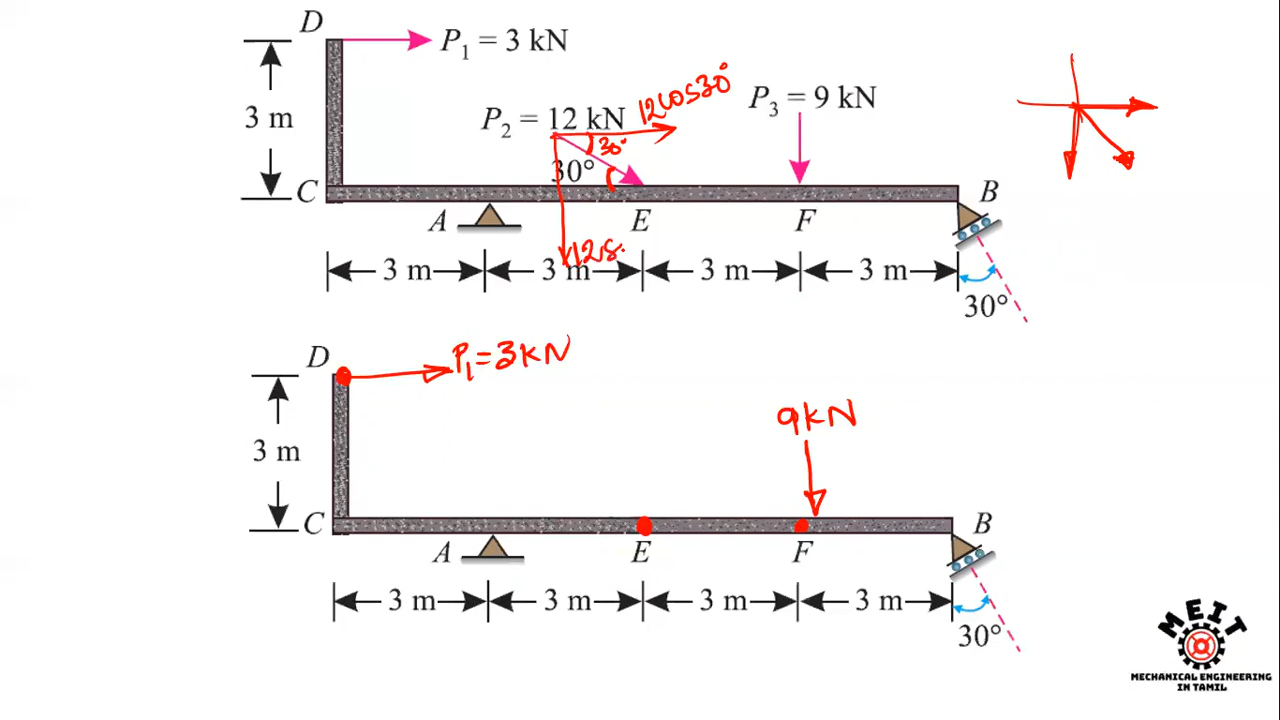 D
P₁ = 3 kN
3 m
P₂ = 12 kN
12cos30°
30°
30°
P₃ = 9 kN
C
A
E
F
B
12s.
3 m
3 m
3 m
3 m
30°
D
P₁=3kN
3 m
9kN
C
A
E
F
B
3 m
3 m
3 m
3 m
30°
MEIT
MECHANICAL ENGINEERING
IN TAMIL